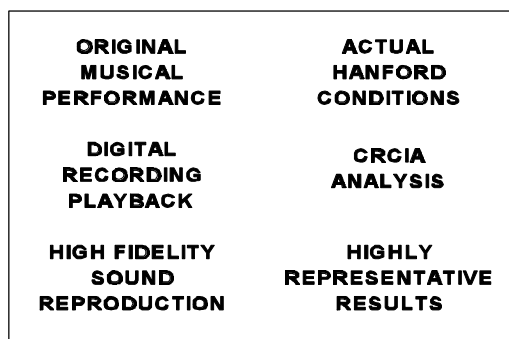 ORIGINAL
MUSICAL
PERFORMANCE
ACTUAL
HANFORD
CONDITIONS
DIGITAL
RECORDING
PLAYBACK
CRCIA
ANALYSIS
HIGH FIDELITY
SOUND
REPRODUCTION
HIGHLY
REPRESENTATIVE
RESULTS